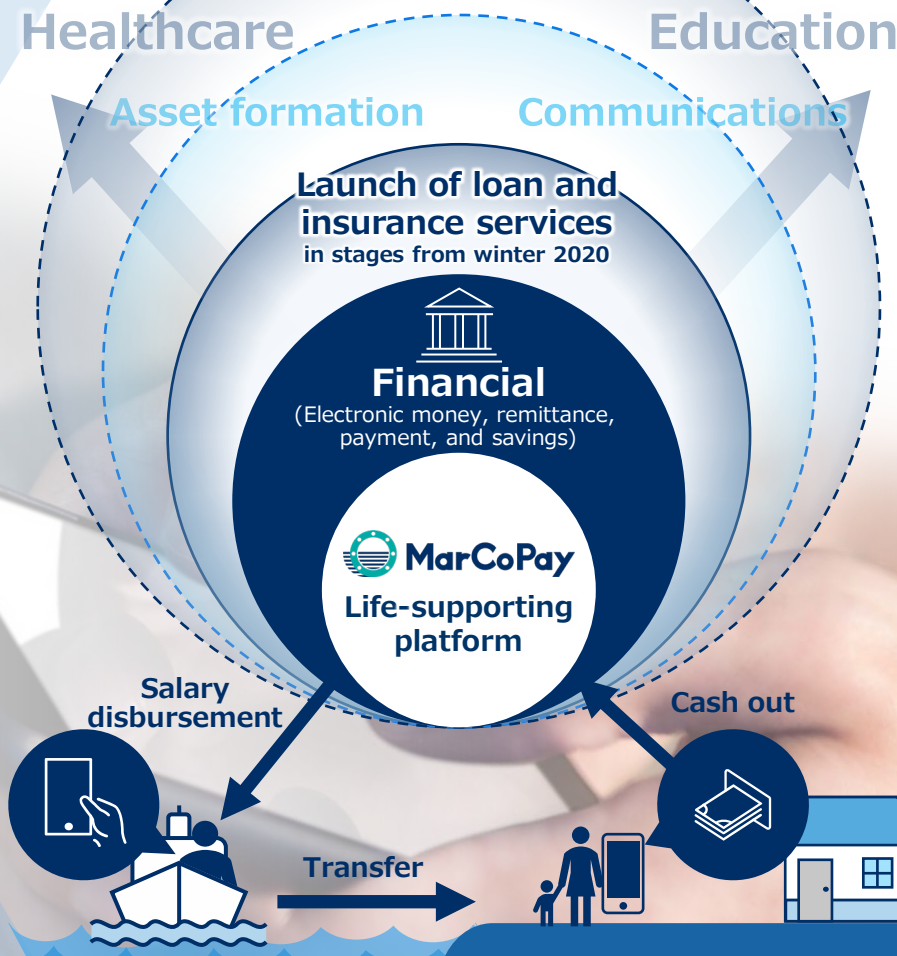 Healthcare
Education
Asset formation
Communications
Launch of loan and
insurance services
in stages from winter 2020
Financial
(Electronic money, remittance,
payment, and savings)
MarCoPay
Life-supporting
platform
Salary
disbursement
Cash out
Transfer